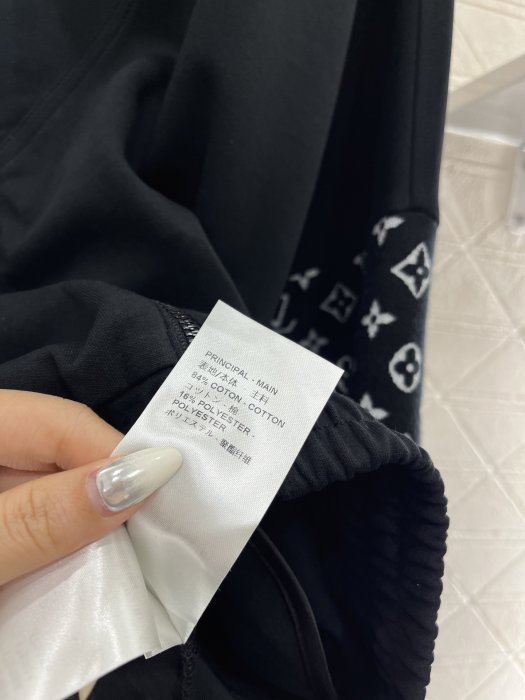 PRINCIPAL - MAIN
表地/本体 主料
84% COTON - COTTON
コットン - 棉
16% POLYESTER -
POLYESTER
ポリエステル - 聚酯纤维